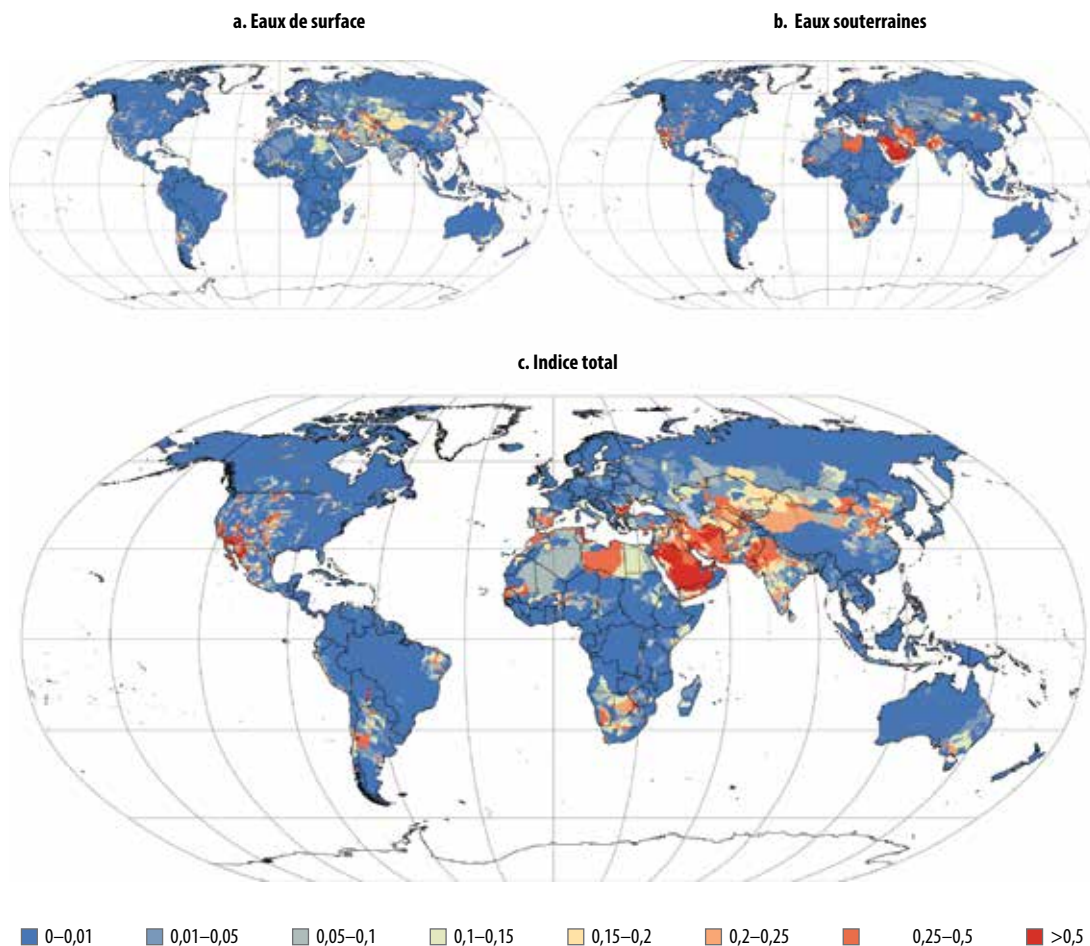 a. Eaux de surface
b. Eaux souterraines
c. Indice total
0–0,01 0,01–0,05 0,05–0,1 0,1–0,15 0,15–0,2 0,2–0,25 0,25–0,5 >0,5